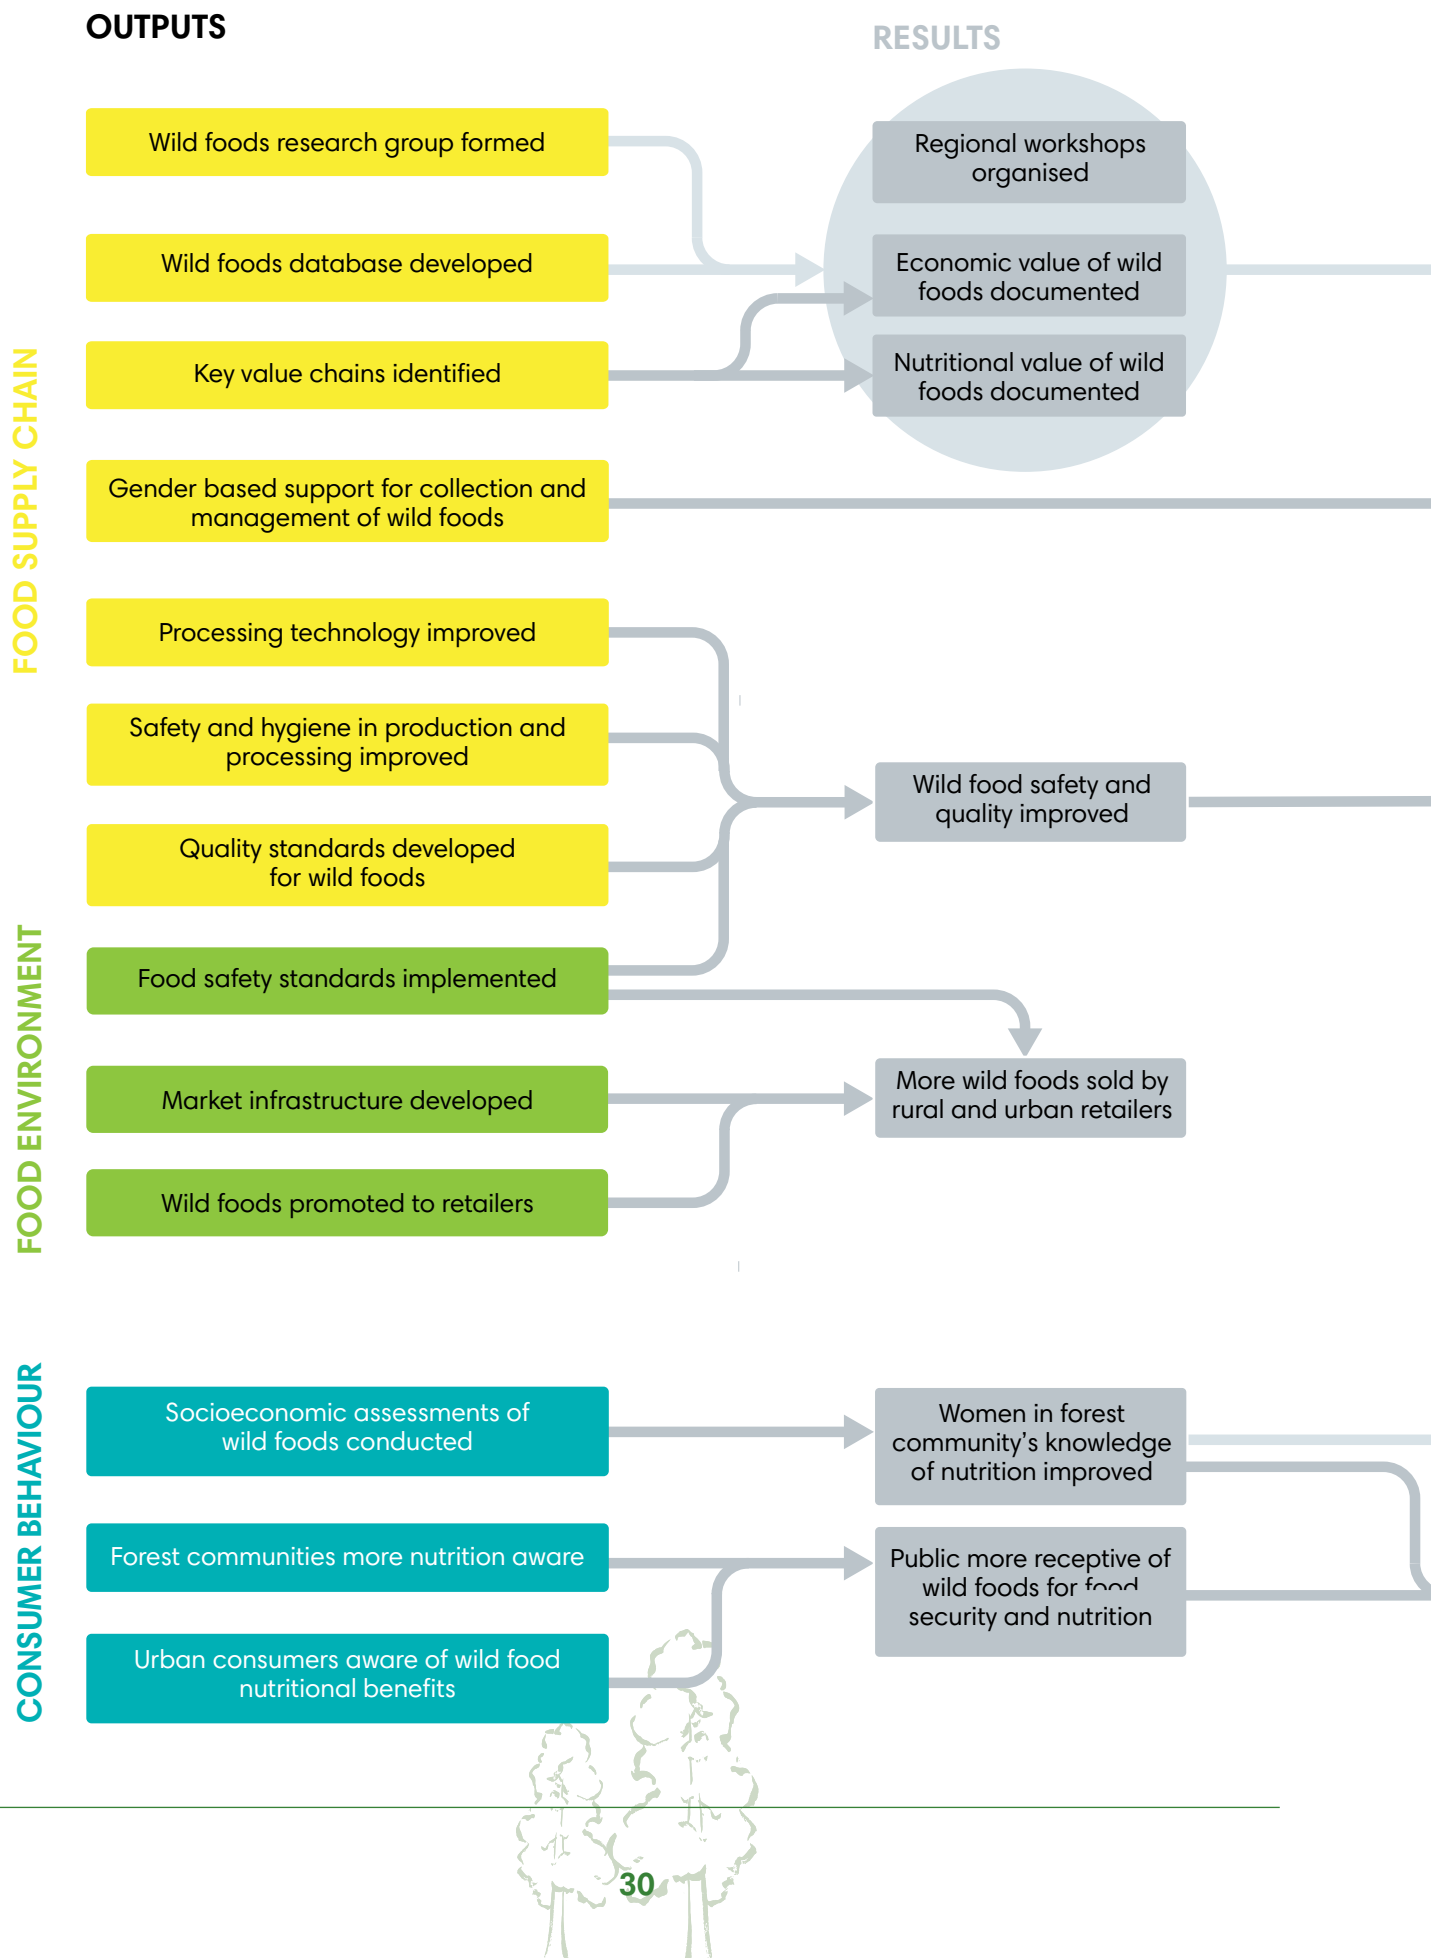 OUTPUTS
RESULTS
FOOD SUPPLY CHAIN
Wild foods research group formed
Wild foods database developed
Key value chains identified
Gender based support for collection and
management of wild foods
Processing technology improved
Safety and hygiene in production and
processing improved
Quality standards developed
for wild foods
Regional workshops
organised
Economic value of wild
foods documented
Nutritional value of wild
foods documented
Wild food safety and
quality improved
FOOD ENVIRONMENT
Food safety standards implemented
Market infrastructure developed
Wild foods promoted to retailers
More wild foods sold by
rural and urban retailers
CONSUMER BEHAVIOUR
Socioeconomic assessments of
wild foods conducted
Forest communities more nutrition aware
Urban consumers aware of wild food
nutritional benefits
Women in forest
community's knowledge
of nutrition improved
Public more receptive of
wild foods for food
security and nutrition
30